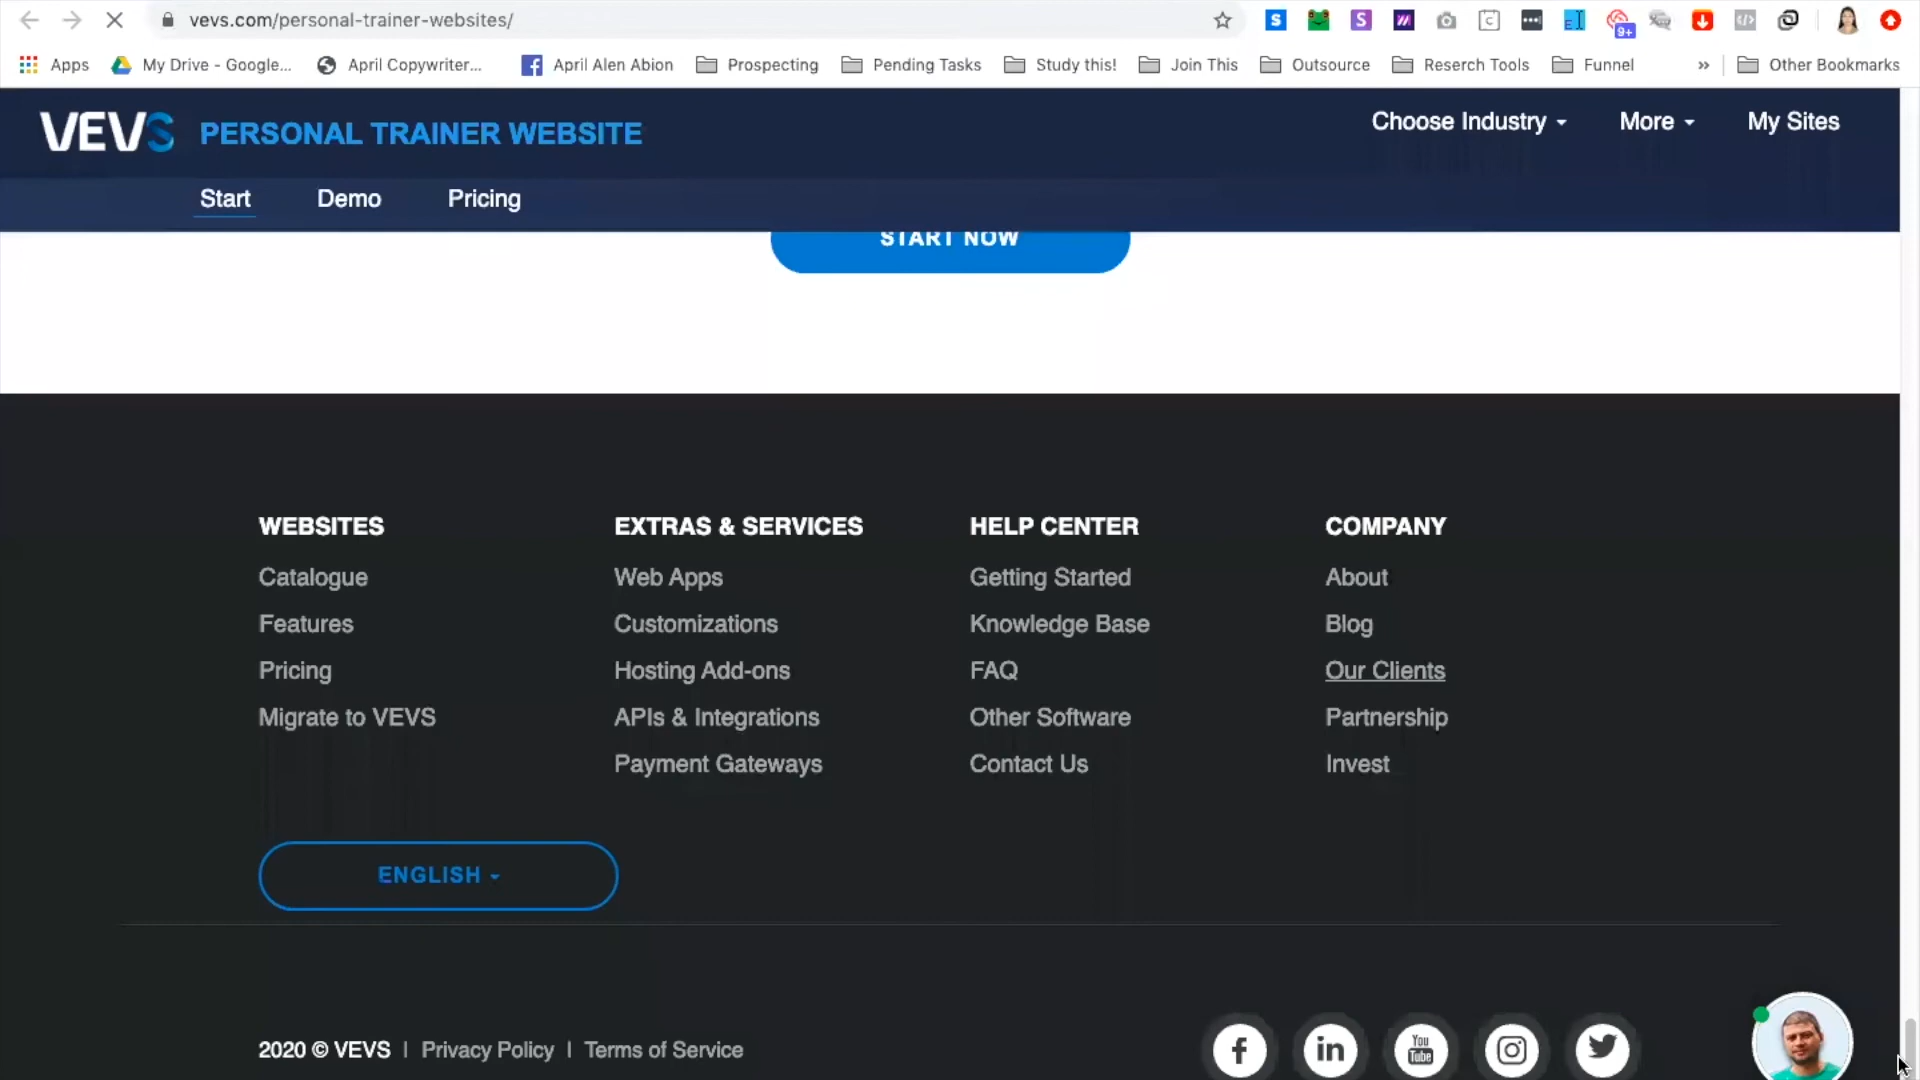 vevs.com/personal-trainer-websites/
9+
Apps My Drive - Google... April Copywriter... April Alen Abion Prospecting Pending Tasks Study this! Join This Outsource Reserch Tools Funnel » Other Bookmarks
VEVS PERSONAL TRAINER WEBSITE Choose Industry More My Sites
Start Demo Pricing
START NOW
WEBSITES EXTRAS & SERVICES HELP CENTER COMPANY
Catalogue Web Apps Getting Started About
Features Customizations Knowledge Base Blog
Pricing Hosting Add-ons FAQ Our Clients
Migrate to VEVS APIs & Integrations Other Software Partnership
Payment Gateways Contact Us Invest
ENGLISH
2020 © VEVS | Privacy Policy | Terms of Service